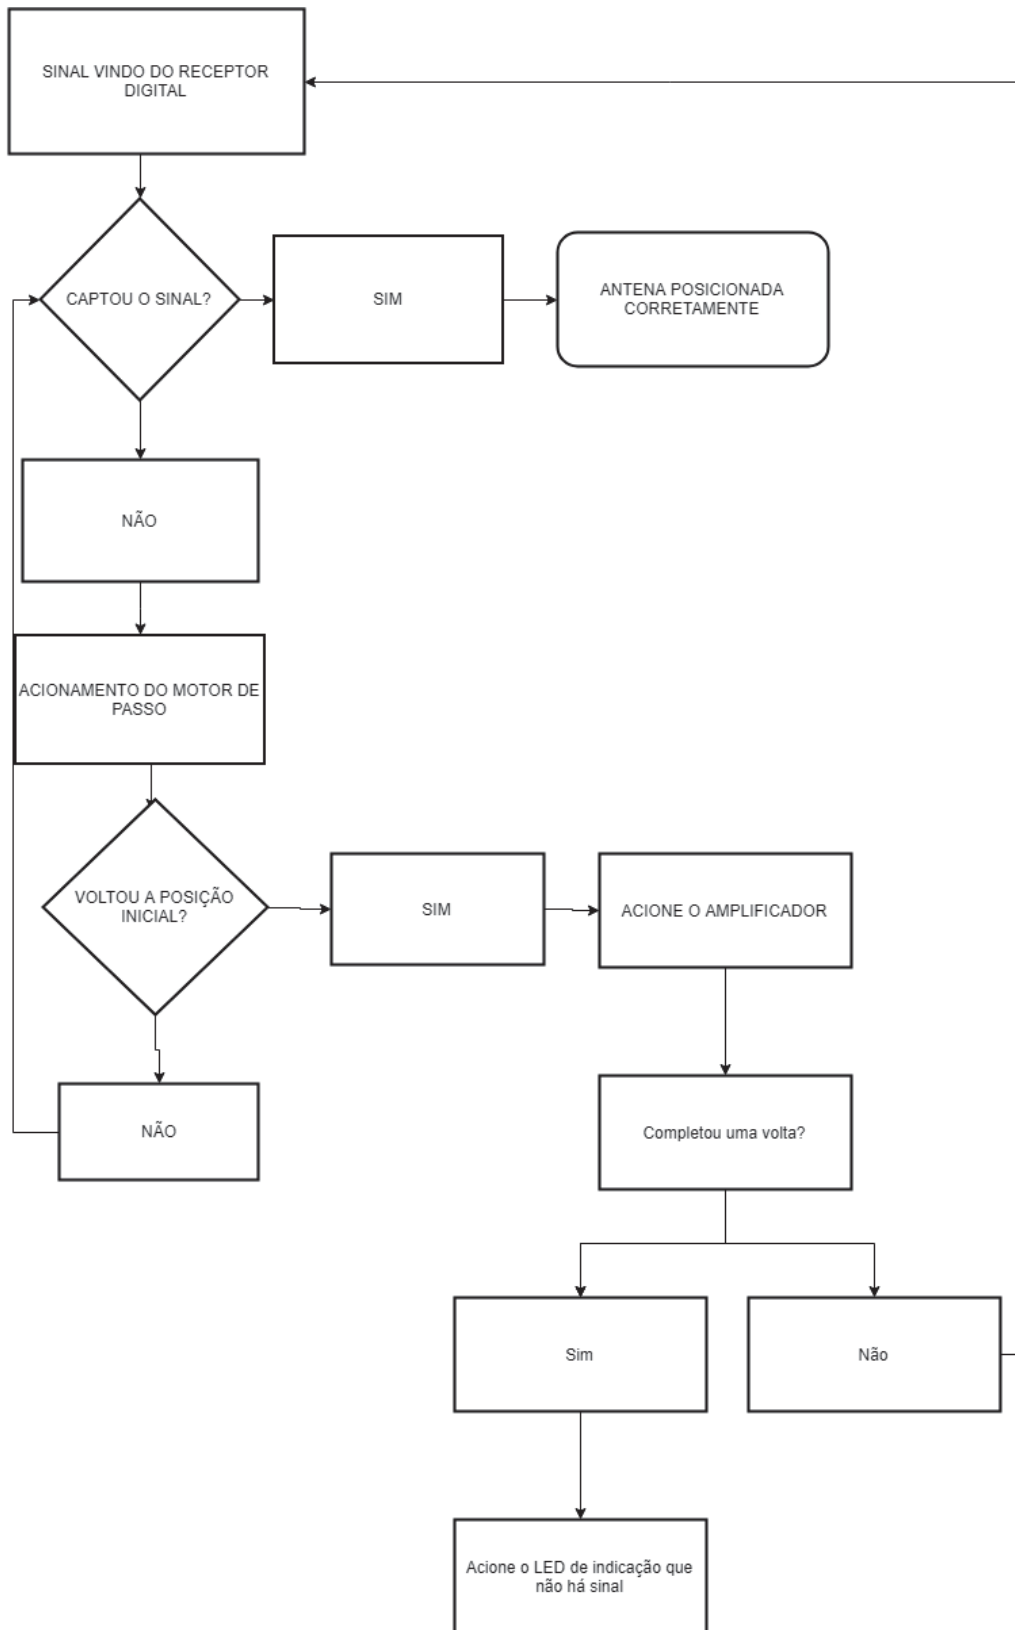 SINAL VINDO DO RECEPTOR
DIGITAL
CAPTOU O SINAL?
SIM
ANTENA POSICIONADA
CORRETAMENTE
NÃO
ACIONAMENTO DO MOTOR DE
PASSO
VOLTOU A POSIÇÃO
INICIAL?
SIM
ACIONE O AMPLIFICADOR
NÃO
Completou uma volta?
Sim
Não
Acione o LED de indicação que
não há sinal